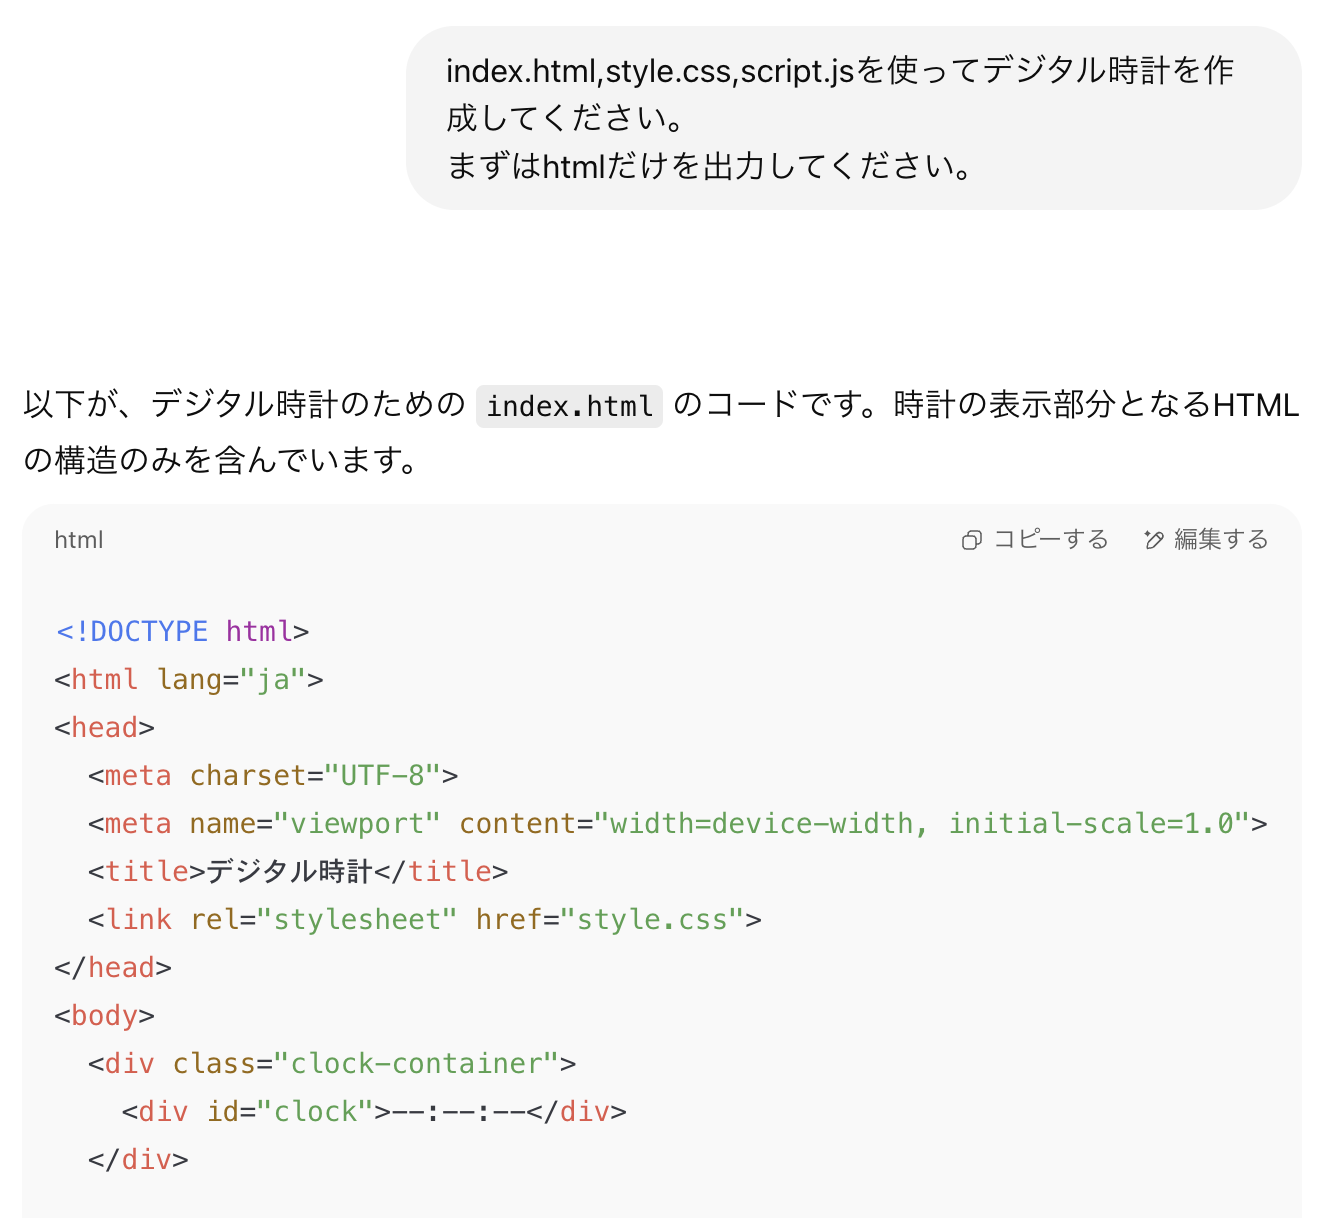 index.html,style.css,script.jsを使ってデジタル時計を作
成してください。
まずはhtmlだけを出力してください。
以下が、デジタル時計のための index.html のコードです。時計の表示部分となるHTML
の構造のみを含んでいます。
html コピーする 編集する
<!DOCTYPE html>
<html lang="ja">
<head>
  <meta charset="UTF-8">
  <meta name="viewport" content="width=device-width, initial-scale=1.0">
  <title>デジタル時計</title>
  <link rel="stylesheet" href="style.css">
</head>
<body>
  <div class="clock-container">
    <div id="clock">--:--:--</div>
  </div>